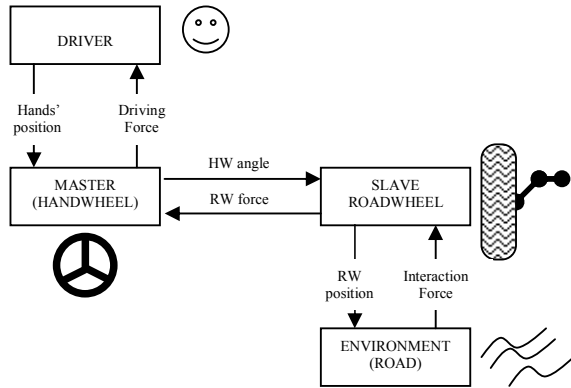 DRIVER
Hands'
position
Driving
Force
MASTER
(HANDWHEEL)
HW angle
RW force
SLAVE
ROADWHEEL
RW
position
Interaction
Force
ENVIRONMENT
(ROAD)